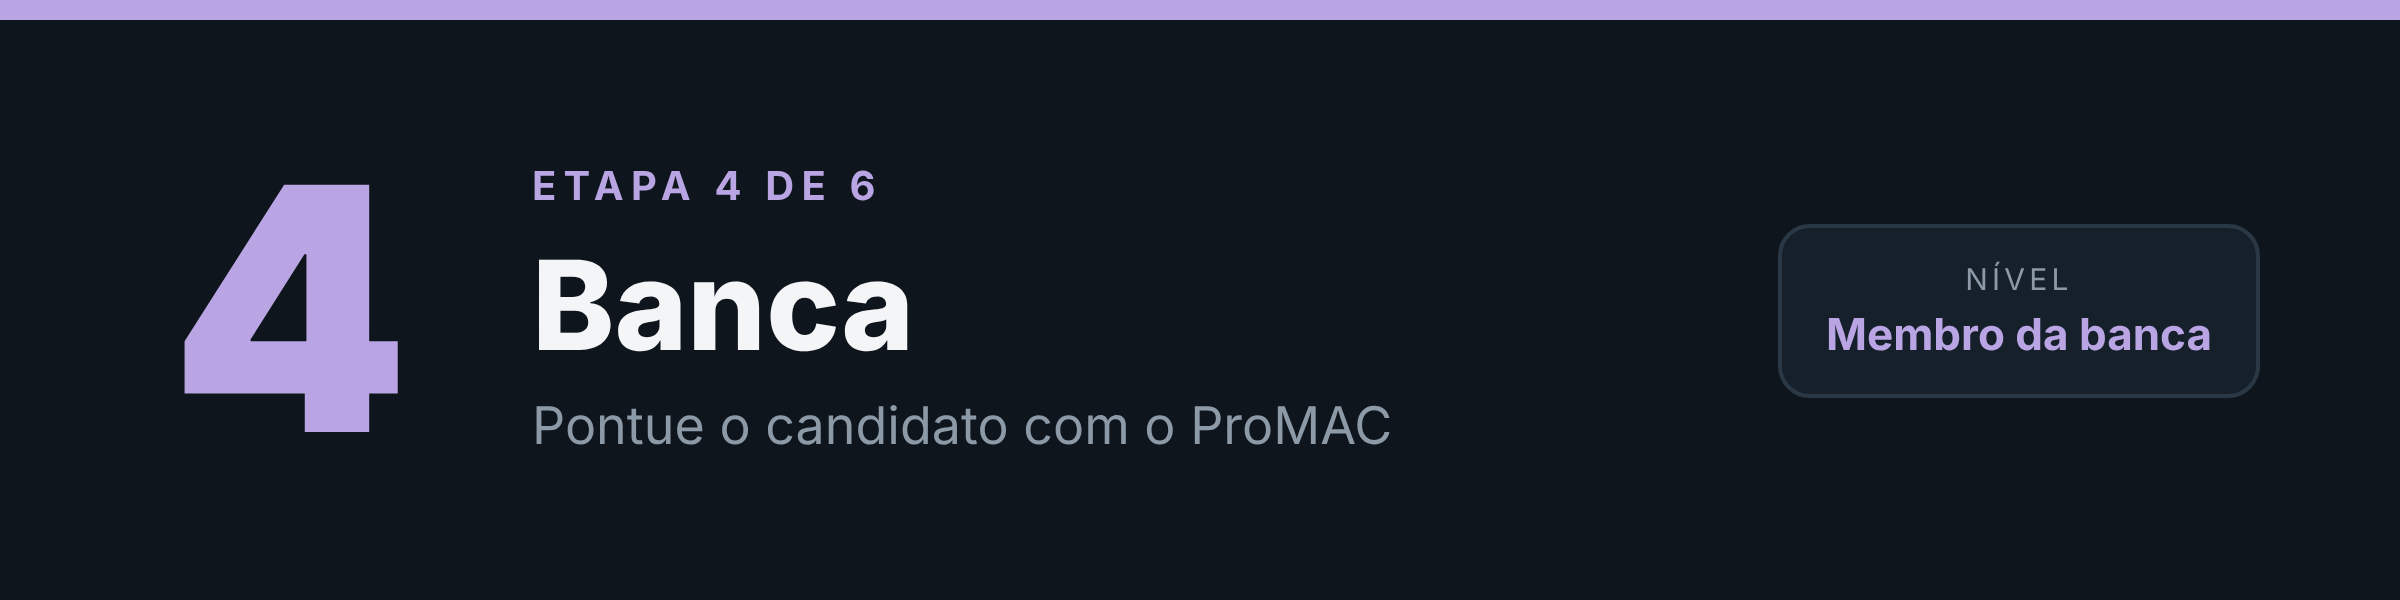 4
ETAPA 4 DE 6
Banca
Pontue o candidato com o ProMAC
NÍVEL
Membro da banca